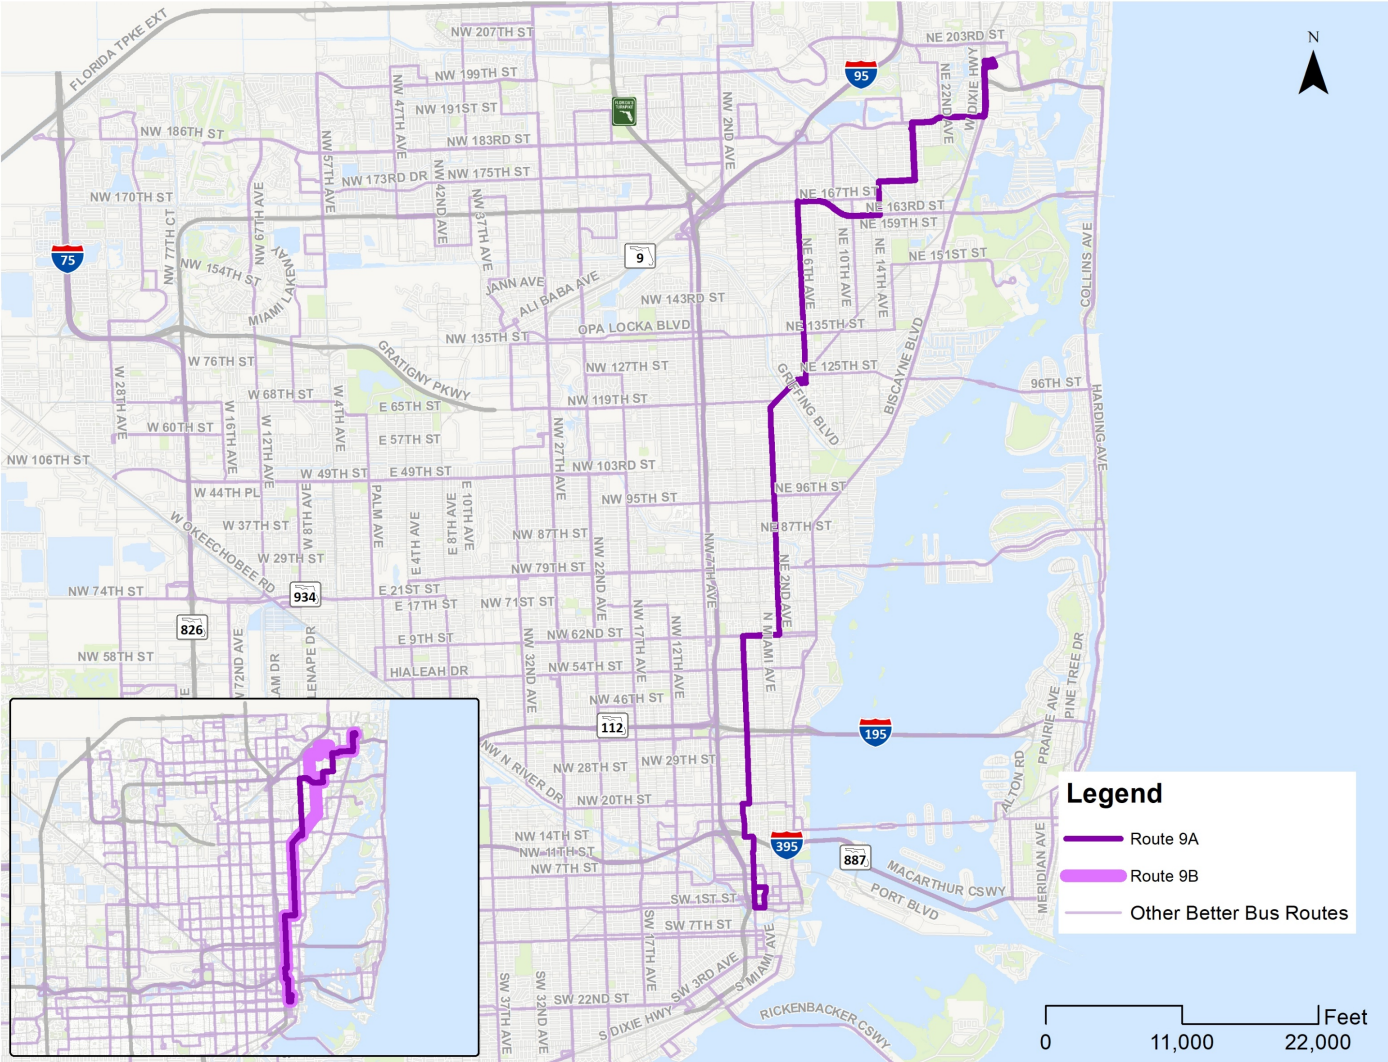 FLORIDA TPKE EXT
NW 207TH ST
NE 203RD ST
N
95
NW 199TH ST
NW 47TH AVE
NW 191ST ST
NW 2ND AVE
NE 22ND AVE
W DIXIE HWY
NW 186TH ST
NW 183RD ST
NW 57TH AVE
NW 173RD DR
NW 175TH ST
NW 42ND AVE
NW 37TH AVE
NW 170TH ST
NW 67TH AVE
NW 77TH CT
NE 167TH ST
NE 163RD ST
NE 159TH ST
75
9
NW 154TH ST
MIAMI LAKEWAY
JANN AVE
ALI BABA AVE
NW 143RD ST
NE 6TH AVE
NE 10TH AVE
NE 14TH AVE
NE 151ST ST
COLLINS AVE
OPA LOCKA BLVD
NW 135TH ST
NE 135TH ST
GRATIGNY PKWY
W 76TH ST
NW 127TH ST
NE 125TH ST
GRIFFING BLVD
BISCAYNE BLVD
96TH ST
HARDING AVE
W 28TH AVE
W 68TH ST
W 4TH AVE
E 65TH ST
NW 119TH ST
W 16TH AVE
W 12TH AVE
W 60TH ST
E 57TH ST
NW 27TH AVE
NW 106TH ST
W 49TH ST
E 49TH ST
NW 103RD ST
W 44TH PL
W 8TH AVE
PALM AVE
E 4TH AVE
E 8TH AVE
E 10TH AVE
NW 95TH ST
NE 96TH ST
W OKEECHOBEE RD
W 37TH ST
NW 87TH ST
NE 87TH ST
W 29TH ST
NW 22ND AVE
NW 7TH AVE
NE 2ND AVE
NW 79TH ST
NW 74TH ST
934
E 21ST ST
E 17TH ST
NW 71ST ST
NW 17TH AVE
NW 12TH AVE
N MIAMI AVE
826
E 9TH ST
NW 62ND ST
NW 32ND AVE
NW 58TH ST
HIALEAH DR
NW 54TH ST
PINE TREE DR
PRAIRIE AVE
NW 46TH ST
112
195
NW N RIVER DR
NW 28TH ST
NW 29TH ST
ALTON RD
NW 20TH ST
NW 14TH ST
NW 11TH ST
NW 7TH ST
395
887
MACARTHUR CSWY
PORT BLVD
MERIDIAN AVE
SW 1ST ST
SW 7TH ST
SW 17TH AVE
SW 3RD AVE
S MIAMI AVE
SW 37TH AVE
SW 32ND AVE
SW 22ND ST
S DIXIE HWY
RICKENBACKER CSWY
Legend
Route 9A
Route 9B
Other Better Bus Routes
Feet
0 11,000 22,000